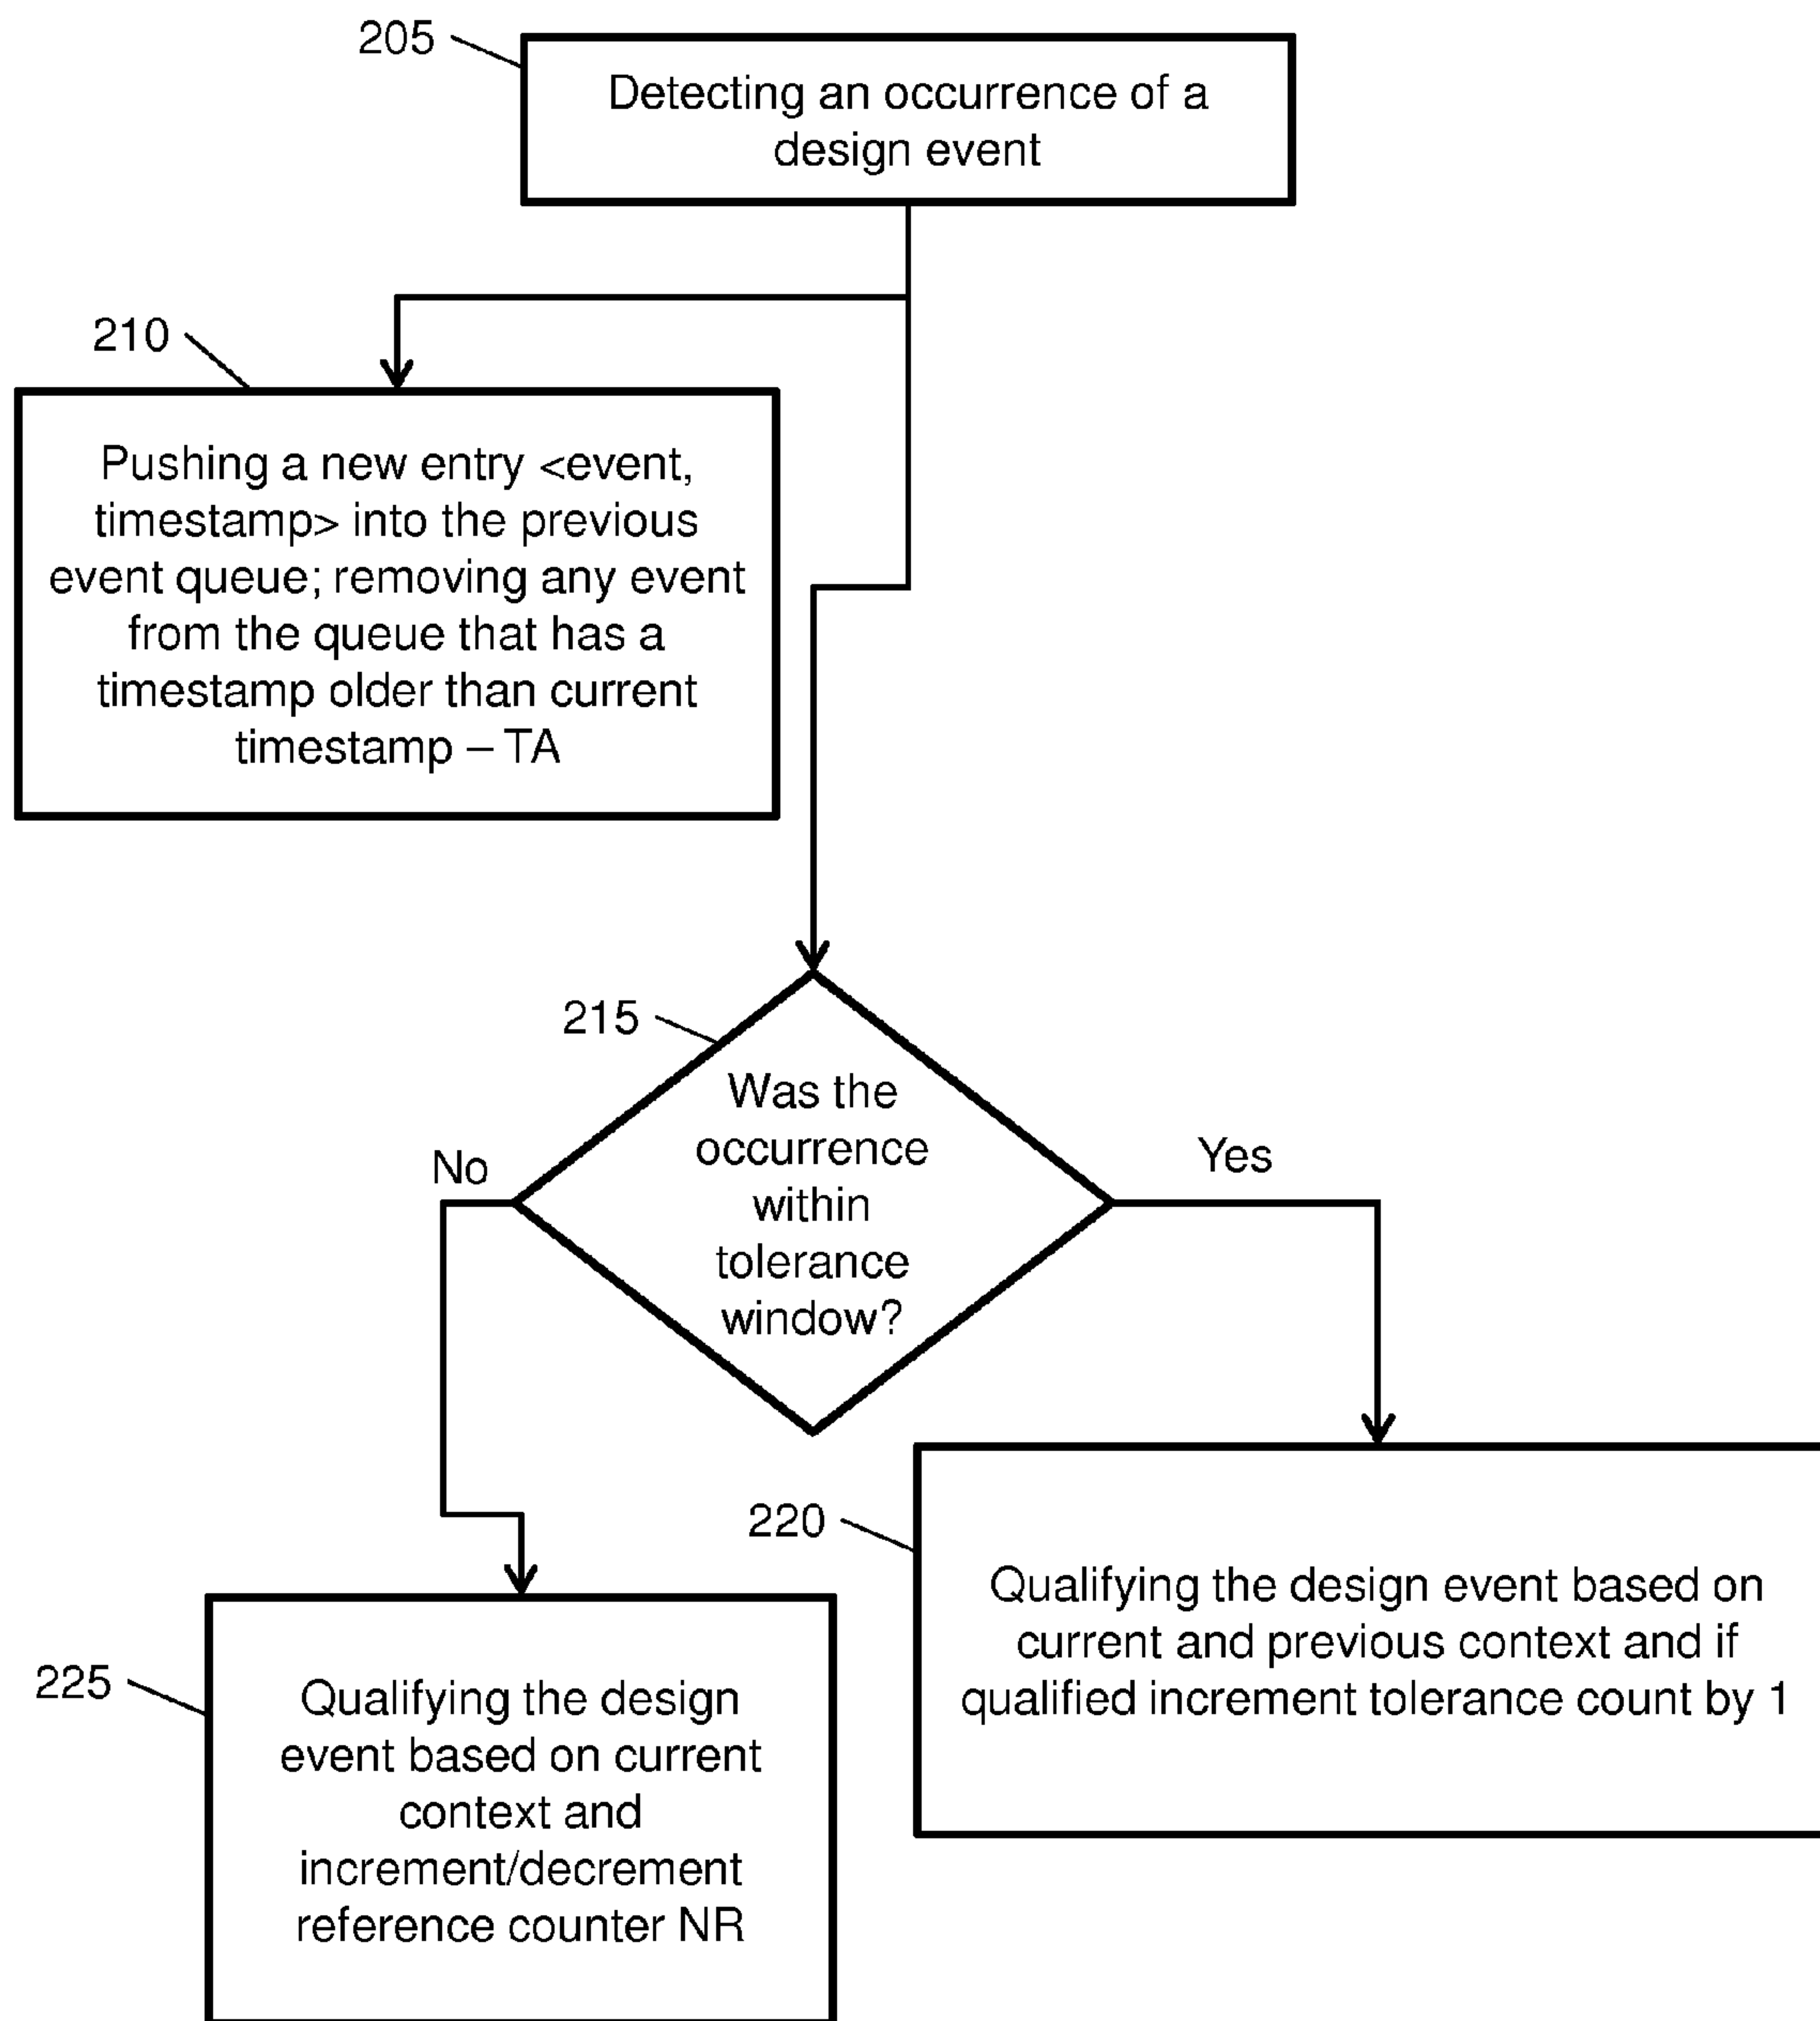 205
Detecting an occurrence of a
design event
210
Pushing a new entry <event,
timestamp> into the previous
event queue; removing any event
from the queue that has a
timestamp older than current
timestamp – TA
215
Was the
occurrence
within
tolerance
window?
No
Yes
220
Qualifying the design event based on
current and previous context and if
qualified increment tolerance count by 1
225
Qualifying the design
event based on current
context and
increment/decrement
reference counter NR